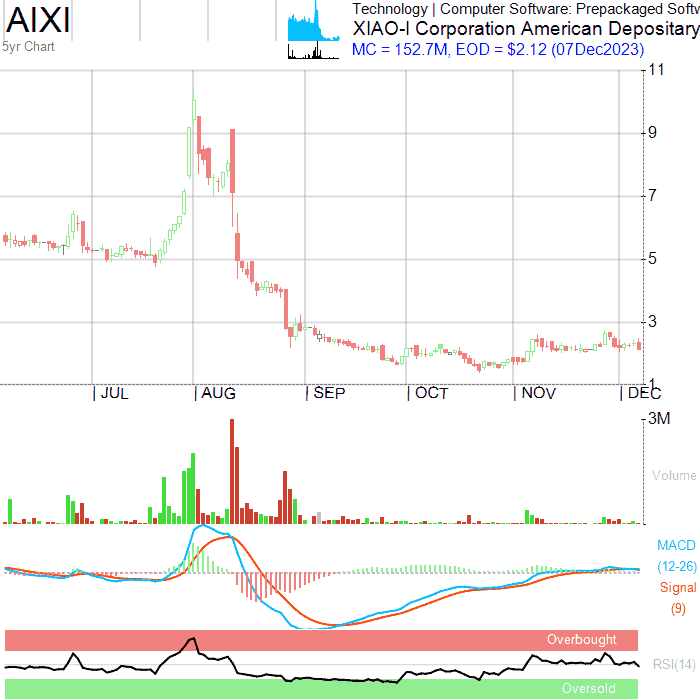 AIXI
Technology | Computer Software: Prepackaged Softw
XIAO-I Corporation American Depositary
5yr Chart
MC = 152.7M, EOD = $2.12 (07Dec2023)
11
9
7
5
3
1
JUL AUG SEP OCT NOV DEC
3M
Volume
MACD
(12-26)
Signal
(9)
Overbought
RSI(14)
Oversold